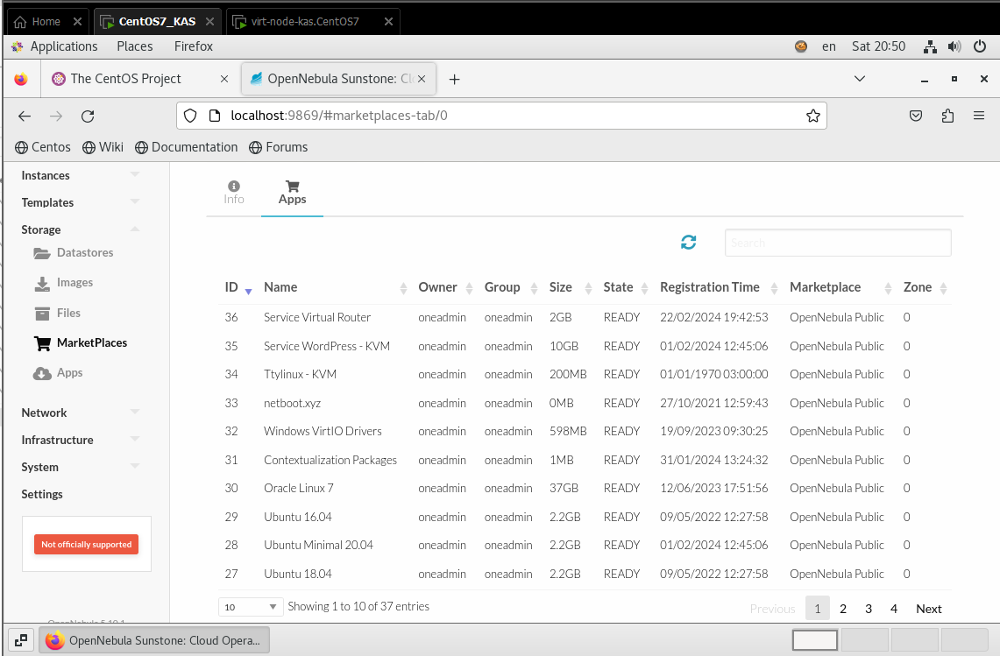 Home
CentOS7_KAS
virt-node-kas.CentOS7
Applications Places Firefox en Sat 20:50
The CentOS Project
OpenNebula Sunstone: Clo
localhost:9869/#marketplaces-tab/0
Centos Wiki Documentation Forums
Instances
Templates
Storage
Datastores
Images
Files
MarketPlaces
Apps
Network
Infrastructure
System
Settings
Not officially supported
Info
Apps
Search
ID Name Owner Group Size State Registration Time Marketplace Zone
36 Service Virtual Router oneadmin oneadmin 2GB READY 22/02/2024 19:42:53 OpenNebula Public 0
35 Service WordPress - KVM oneadmin oneadmin 10GB READY 01/02/2024 12:45:06 OpenNebula Public 0
34 Ttylinux - KVM oneadmin oneadmin 200MB READY 01/01/1970 03:00:00 OpenNebula Public 0
33 netboot.xyz oneadmin oneadmin 0MB READY 27/10/2021 12:59:43 OpenNebula Public 0
32 Windows VirtIO Drivers oneadmin oneadmin 598MB READY 19/09/2023 09:30:25 OpenNebula Public 0
31 Contextualization Packages oneadmin oneadmin 1MB READY 31/01/2024 13:24:32 OpenNebula Public 0
30 Oracle Linux 7 oneadmin oneadmin 37GB READY 12/06/2023 17:51:56 OpenNebula Public 0
29 Ubuntu 16.04 oneadmin oneadmin 2.2GB READY 09/05/2022 12:27:58 OpenNebula Public 0
28 Ubuntu Minimal 20.04 oneadmin oneadmin 2.2GB READY 01/02/2024 12:45:06 OpenNebula Public 0
27 Ubuntu 18.04 oneadmin oneadmin 2.2GB READY 09/05/2022 12:27:58 OpenNebula Public 0
10 Showing 1 to 10 of 37 entries
Previous 1 2 3 4 Next
OpenNebula Sunstone: Cloud Opera...